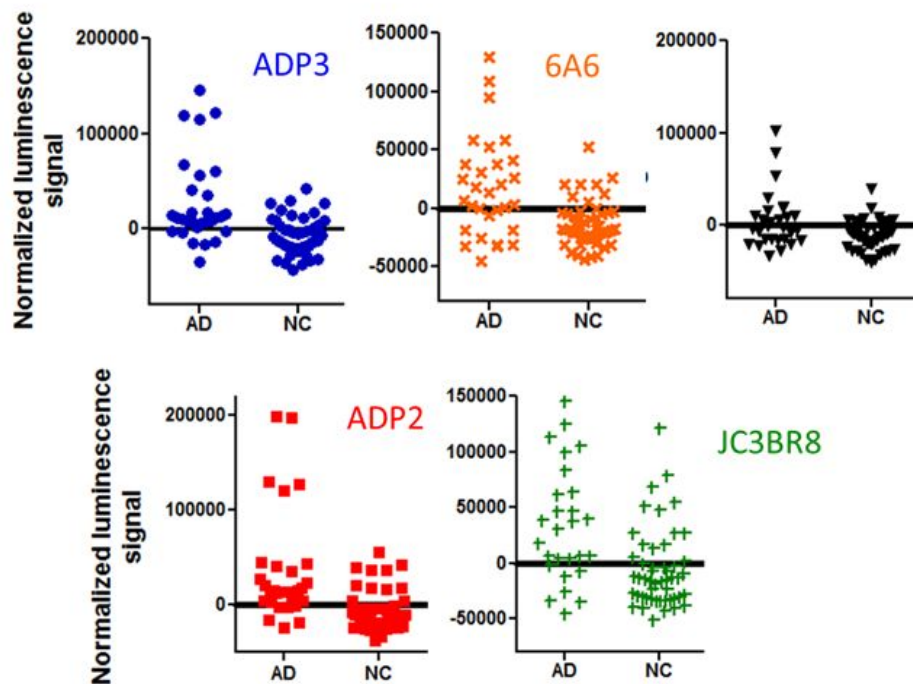 Normalized luminescence
signal
200000
100000
0
ADP3
AD
NC
150000
100000
50000
0
-50000
6A6
AD
NC
200000
100000
0
AD
NC
Normalized luminescence
signal
200000
100000
0
ADP2
AD
NC
150000
100000
50000
0
-50000
JC3BR8
AD
NC